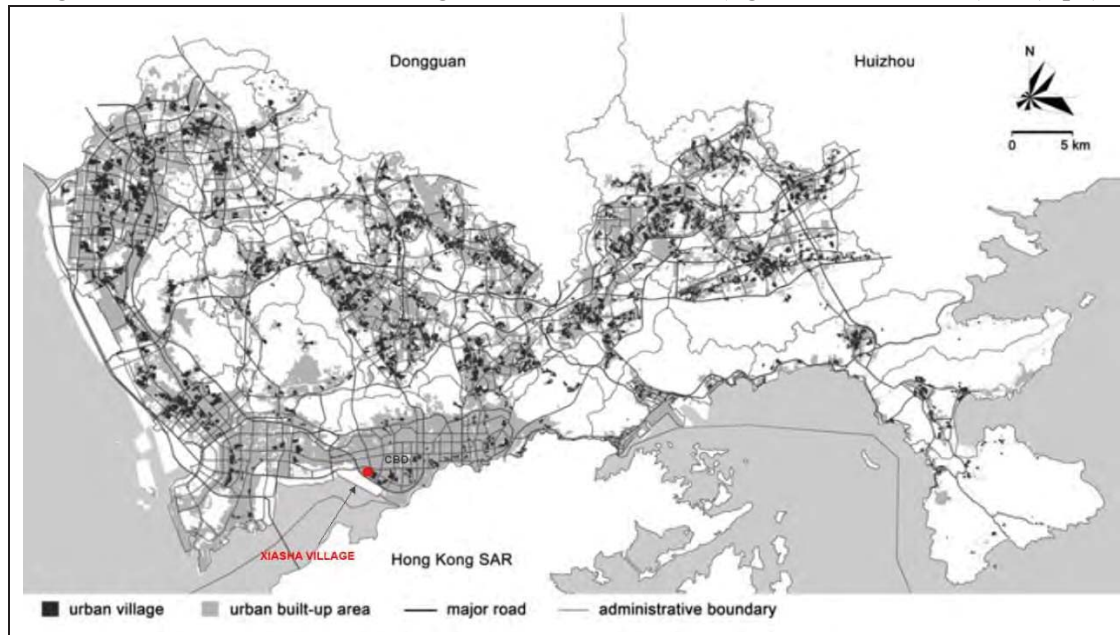 Dongguan
Huizhou
N
0 5 km
CBD
XIASHA VILLAGE
Hong Kong SAR
urban village urban built-up area major road administrative boundary